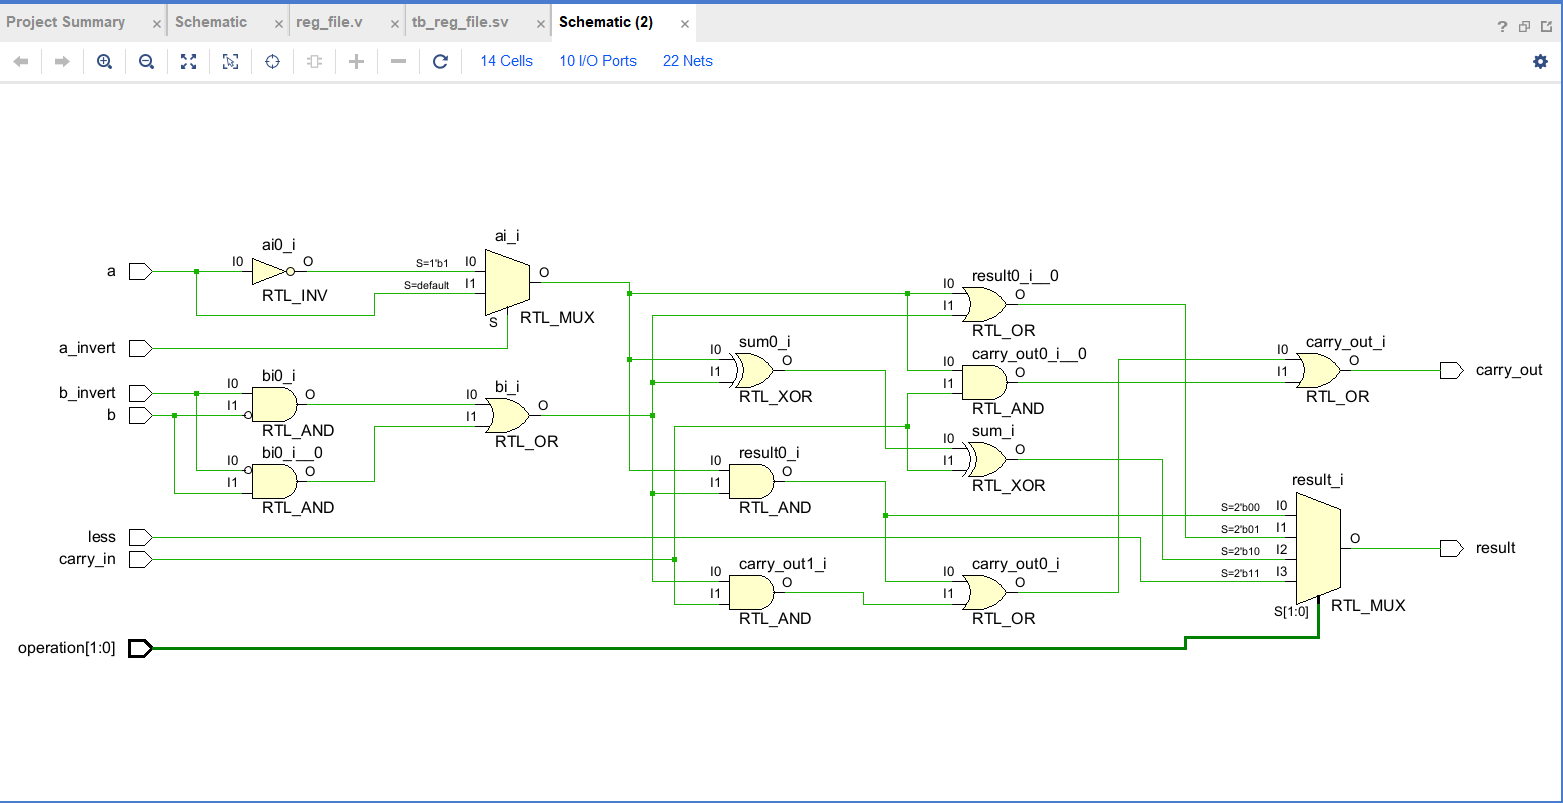 Project Summary × Schematic × reg_file.v × tb_reg_file.sv × Schematic (2) ×
14 Cells 10 I/O Ports 22 Nets
ai_i
ai0_i
I0 O
RTL_INV
a
S=1'b1 I0
S=default I1
O
S
RTL_MUX
a_invert
b_invert
b
bi0_i
I0
I1
O
RTL_AND
bi0_i__0
I0
I1
O
RTL_AND
bi_i
I0
I1
O
RTL_OR
less
carry_in
operation[1:0]
sum0_i
I0
I1
O
RTL_XOR
result0_i
I0
I1
O
RTL_AND
carry_out1_i
I0
I1
O
RTL_AND
result0_i__0
I0
I1
O
RTL_OR
carry_out0_i__0
I0
I1
O
RTL_AND
sum_i
I0
I1
O
RTL_XOR
carry_out0_i
I0
I1
O
RTL_OR
carry_out_i
I0
I1
O
RTL_OR
carry_out
result_i
S=2'b00 I0
S=2'b01 I1
S=2'b10 I2
S=2'b11 I3
O
S[1:0]
RTL_MUX
result